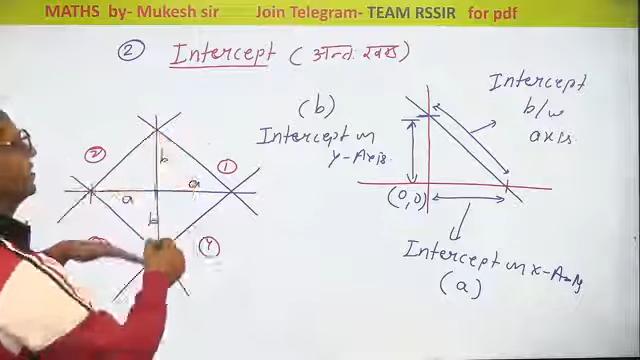 MATHS by- Mukesh sir Join Telegram- TEAM RSSIR for pdf
② Intercept (अन्तः खण्ड)
②
①
④
b
a
a
b
(b)
Intercept on
y-Axis
Intercept
b/w
axis
(0,0)
Intercept on x-Axis
(a)